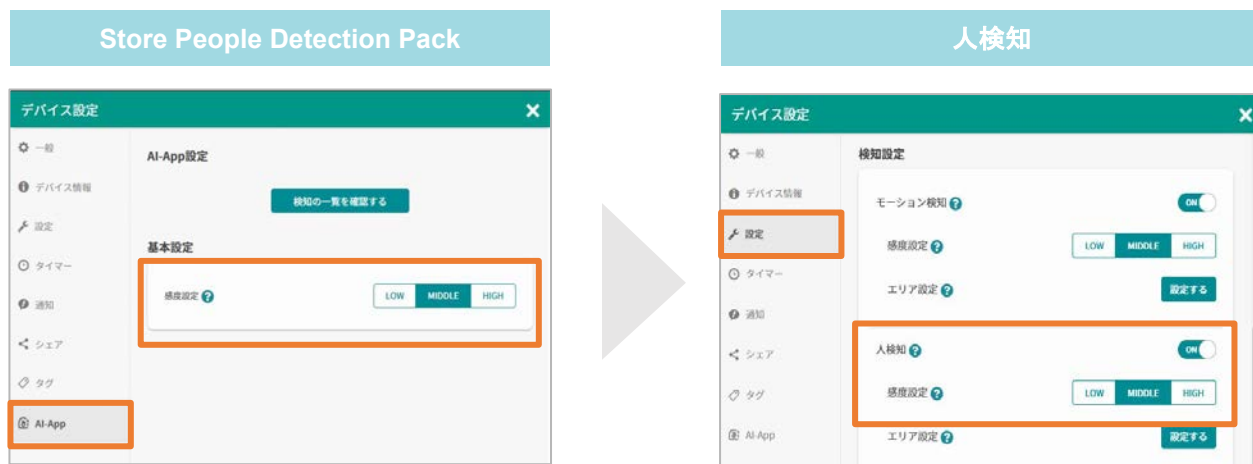 Store People Detection Pack
デバイス設定
一般
デバイス情報
設定
タイマー
通知
シェア
タグ
AI-App
AI-App設定
検知の一覧を確認する
基本設定
感度設定
LOW MIDDLE HIGH
人検知
デバイス設定
一般
デバイス情報
設定
タイマー
通知
シェア
タグ
AI-App
検知設定
モーション検知 ON
感度設定 LOW MIDDLE HIGH
エリア設定 設定する
人検知 ON
感度設定 LOW MIDDLE HIGH
エリア設定 設定する